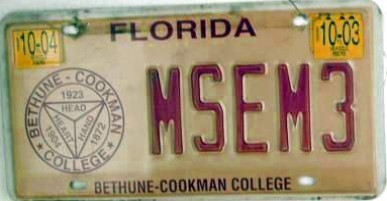 FLORIDA
10-04
10-03
MSEM3
BETHUNE - COOKMAN
COLLEGE
1923
1904
1872
HEAD
HEART
HAND
BETHUNE-COOKMAN COLLEGE